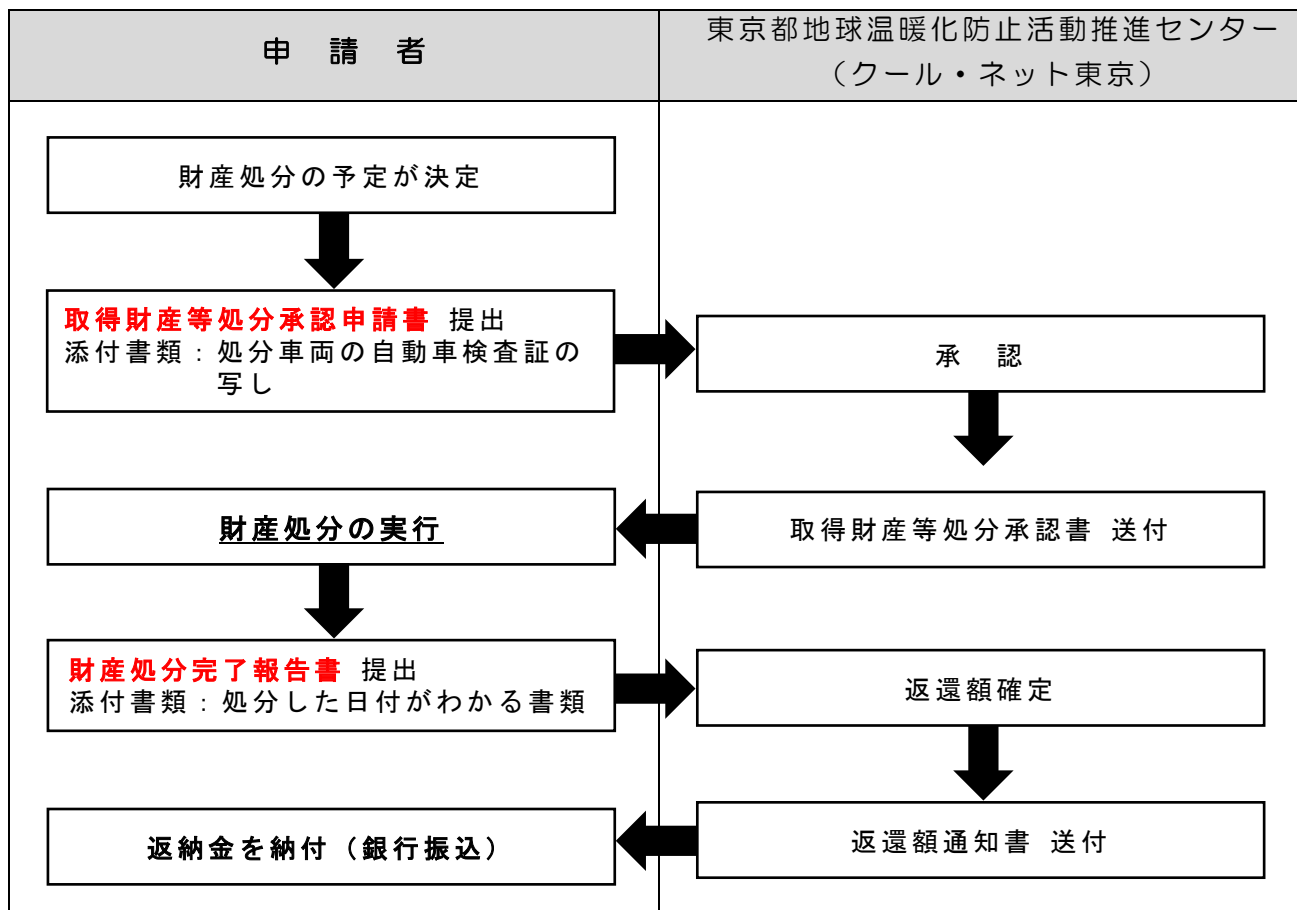 申 請 者
東京都地球温暖化防止活動推進センター
（クール・ネット東京）
財産処分の予定が決定
取得財産等処分承認申請書 提出
添付書類：処分車両の自動車検査証の
写し
承 認
取得財産等処分承認書 送付
財産処分の実行
財産処分完了報告書 提出
添付書類：処分した日付がわかる書類
返還額確定
返還額通知書 送付
返納金を納付（銀行振込）